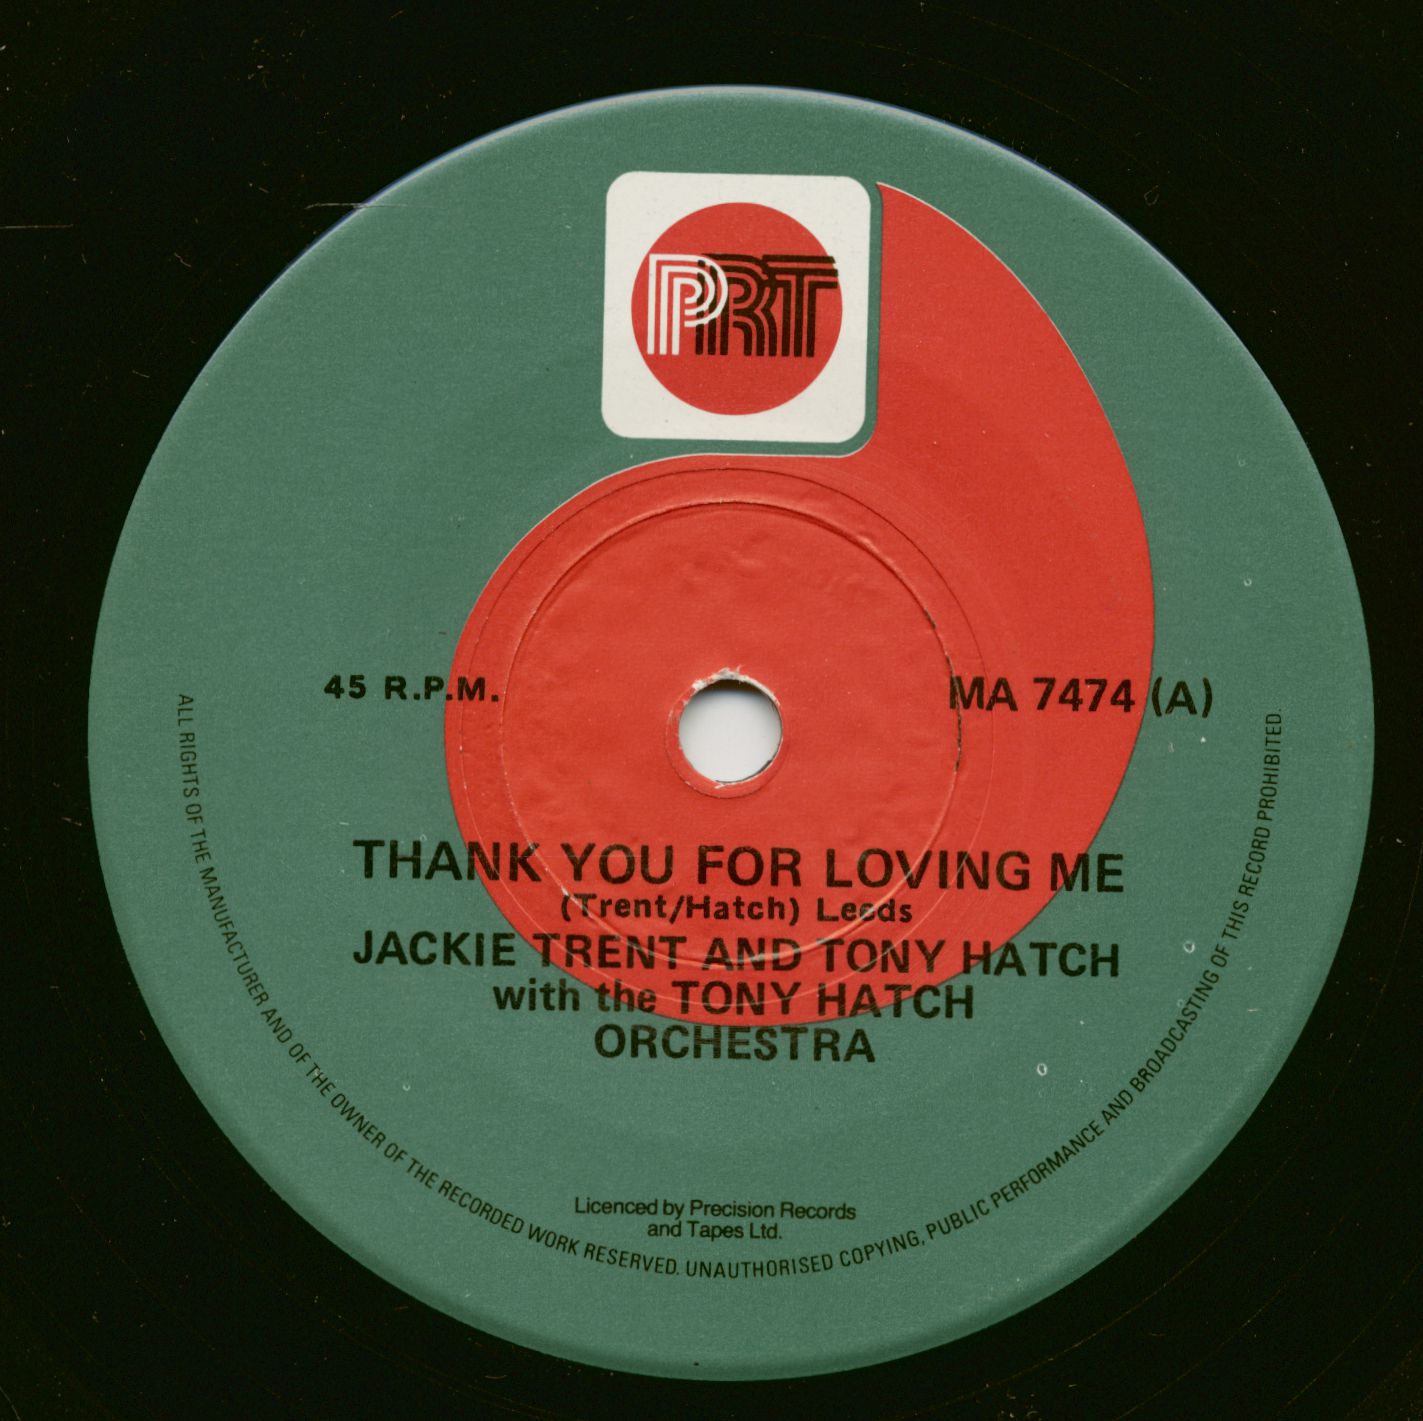 PRT
45 R.P.M.
MA 7474 (A)
THANK YOU FOR LOVING ME
(Trent/Hatch) Leeds
JACKIE TRENT AND TONY HATCH
with the TONY HATCH
ORCHESTRA
Licenced by Precision Records
and Tapes Ltd.
ALL RIGHTS OF THE MANUFACTURER AND OF THE OWNER OF THE RECORDED WORK RESERVED. UNAUTHORISED COPYING, PUBLIC PERFORMANCE AND BROADCASTING OF THIS RECORD PROHIBITED.